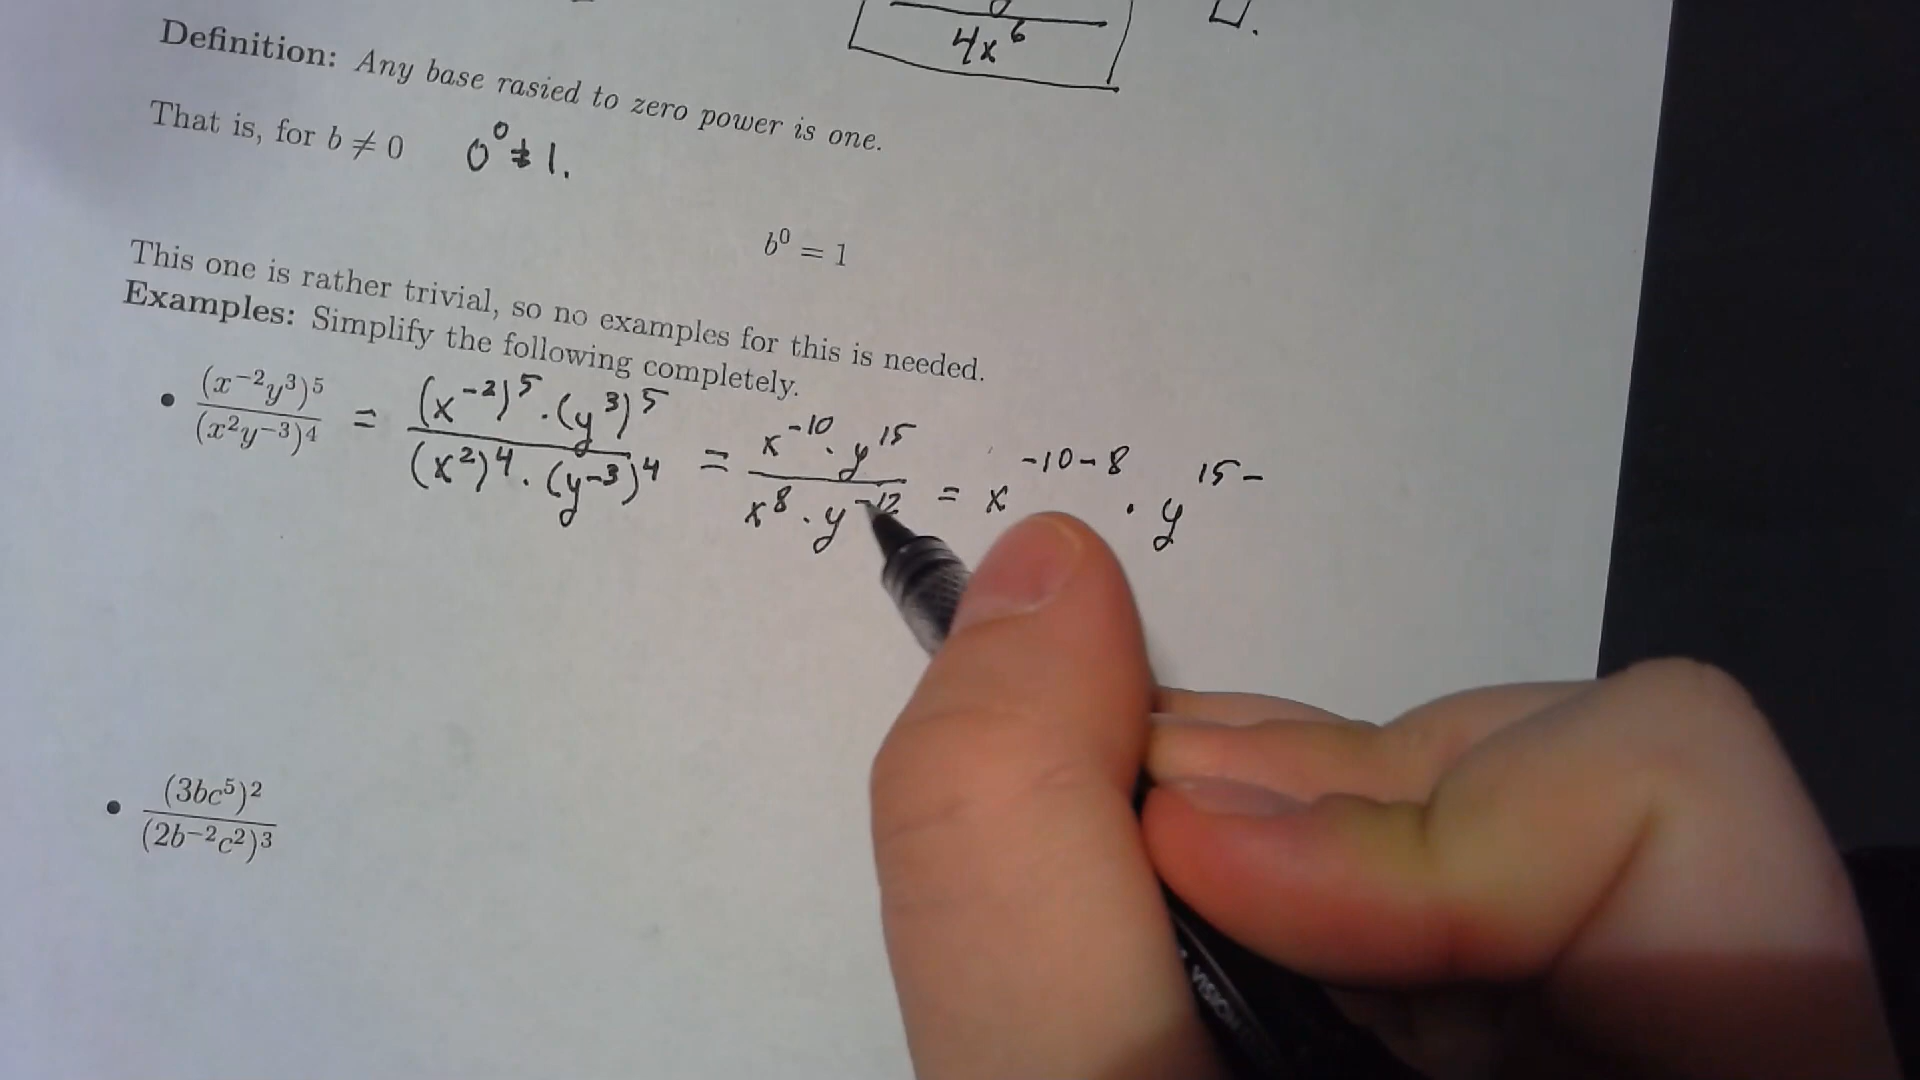 4x^6
□.
Definition: Any base rasied to zero power is one.
That is, for b ≠ 0 0^0 ≠ 1.
b^0 = 1
This one is rather trivial, so no examples for this is needed.
Examples: Simplify the following completely.
• (x^{-2}y^3)^5 / (x^2y^{-3})^4 = (x^{-2})^5 · (y^3)^5 / (x^2)^4 · (y^{-3})^4 = x^{-10} · y^{15} / x^8 · y^{-12} = x^{-10-8} · y^{15-}
• (3bc^5)^2 / (2b^{-2}c^2)^3